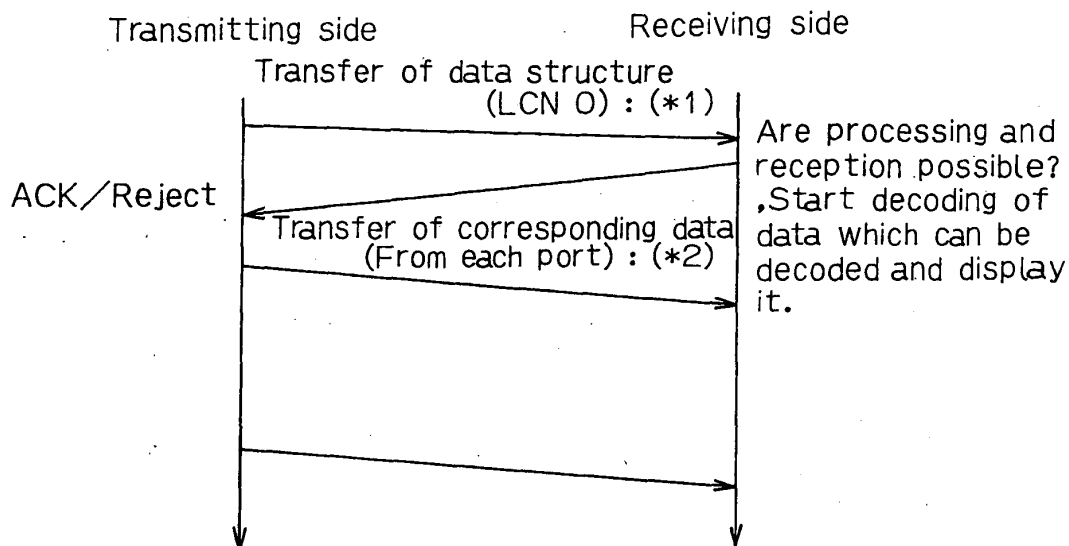 Transmitting side
Receiving side
Transfer of data structure
(LCN 0) : (*1)
Are processing and
reception possible?
,Start decoding of
data which can be
decoded and display
it.
ACK/Reject
Transfer of corresponding data
(From each port) : (*2)